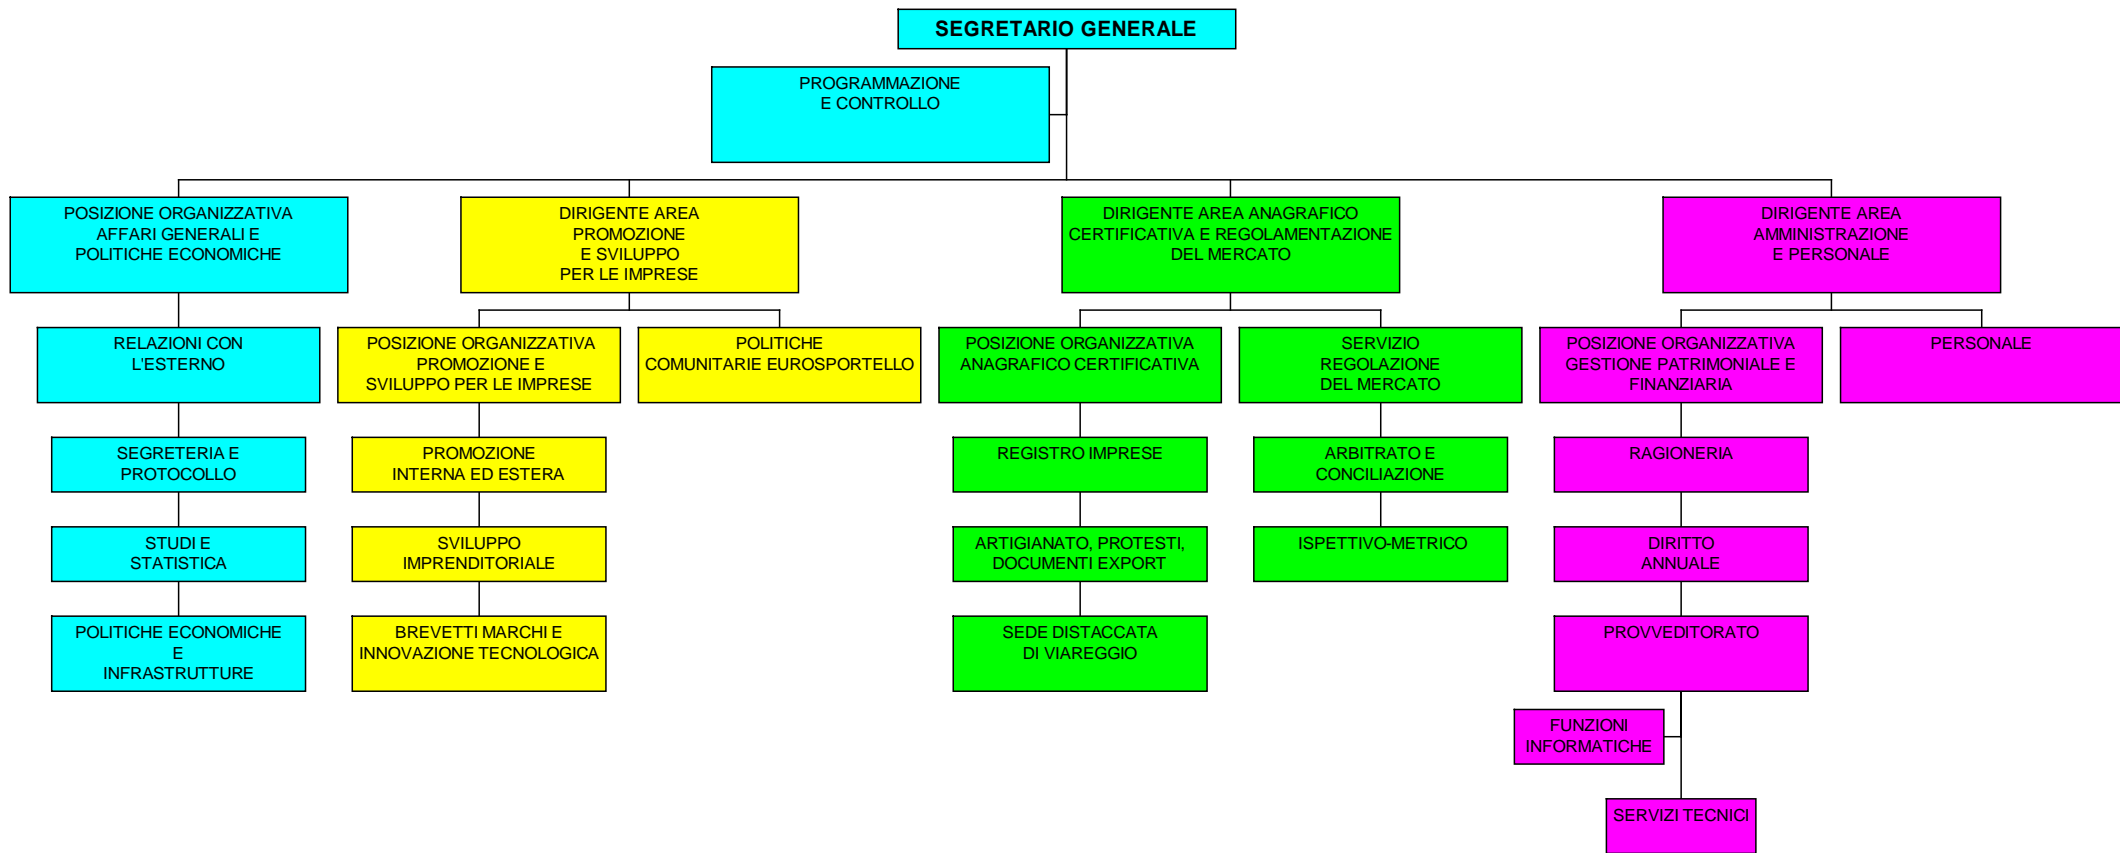 SEGRETARIO GENERALE
PROGRAMMAZIONE
E CONTROLLO
POSIZIONE ORGANIZZATIVA
AFFARI GENERALI E
POLITICHE ECONOMICHE
DIRIGENTE AREA
PROMOZIONE
E SVILUPPO
PER LE IMPRESE
DIRIGENTE AREA ANAGRAFICO
CERTIFICATIVA E REGOLAMENTAZIONE
DEL MERCATO
DIRIGENTE AREA
AMMINISTRAZIONE
E PERSONALE
RELAZIONI CON
L'ESTERNO
POSIZIONE ORGANIZZATIVA
PROMOZIONE E
SVILUPPO PER LE IMPRESE
POLITICHE
COMUNITARIE EUROSPORTELLO
POSIZIONE ORGANIZZATIVA
ANAGRAFICO CERTIFICATIVA
SERVIZIO
REGOLAZIONE
DEL MERCATO
POSIZIONE ORGANIZZATIVA
GESTIONE PATRIMONIALE E
FINANZIARIA
PERSONALE
SEGRETERIA E
PROTOCOLLO
PROMOZIONE
INTERNA ED ESTERA
REGISTRO IMPRESE
ARBITRATO E
CONCILIAZIONE
RAGIONERIA
STUDI E
STATISTICA
SVILUPPO
IMPRENDITORIALE
ARTIGIANATO, PROTESTI,
DOCUMENTI EXPORT
ISPETTIVO-METRICO
DIRITTO
ANNUALE
POLITICHE ECONOMICHE
E
INFRASTRUTTURE
BREVETTI MARCHI E
INNOVAZIONE TECNOLOGICA
SEDE DISTACCATA
DI VIAREGGIO
PROVVEDITORATO
FUNZIONI
INFORMATICHE
SERVIZI TECNICI